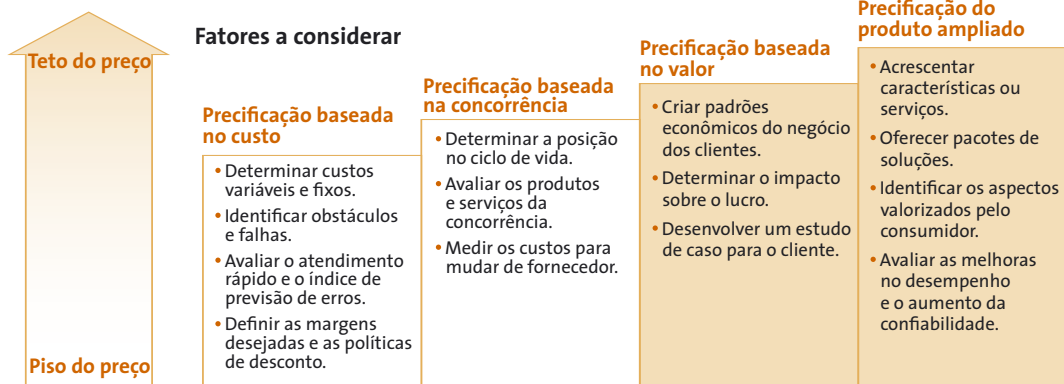 Teto do preço
Piso do preço
Fatores a considerar
Precificação baseada
no custo
• Determinar custos
variáveis e fixos.
• Identificar obstáculos
e falhas.
• Avaliar o atendimento
rápido e o índice de
previsão de erros.
• Definir as margens
desejadas e as políticas
de desconto.
Precificação baseada
na concorrência
• Determinar a posição
no ciclo de vida.
• Avaliar os produtos
e serviços da
concorrência.
• Medir os custos para
mudar de fornecedor.
Precificação baseada
no valor
• Criar padrões
econômicos do negócio
dos clientes.
• Determinar o impacto
sobre o lucro.
• Desenvolver um estudo
de caso para o cliente.
Precificação do
produto ampliado
• Acrescentar
características ou
serviços.
• Oferecer pacotes de
soluções.
• Identificar os aspectos
valorizados pelo
consumidor.
• Avaliar as melhoras
no desempenho
e o aumento da
confiabilidade.